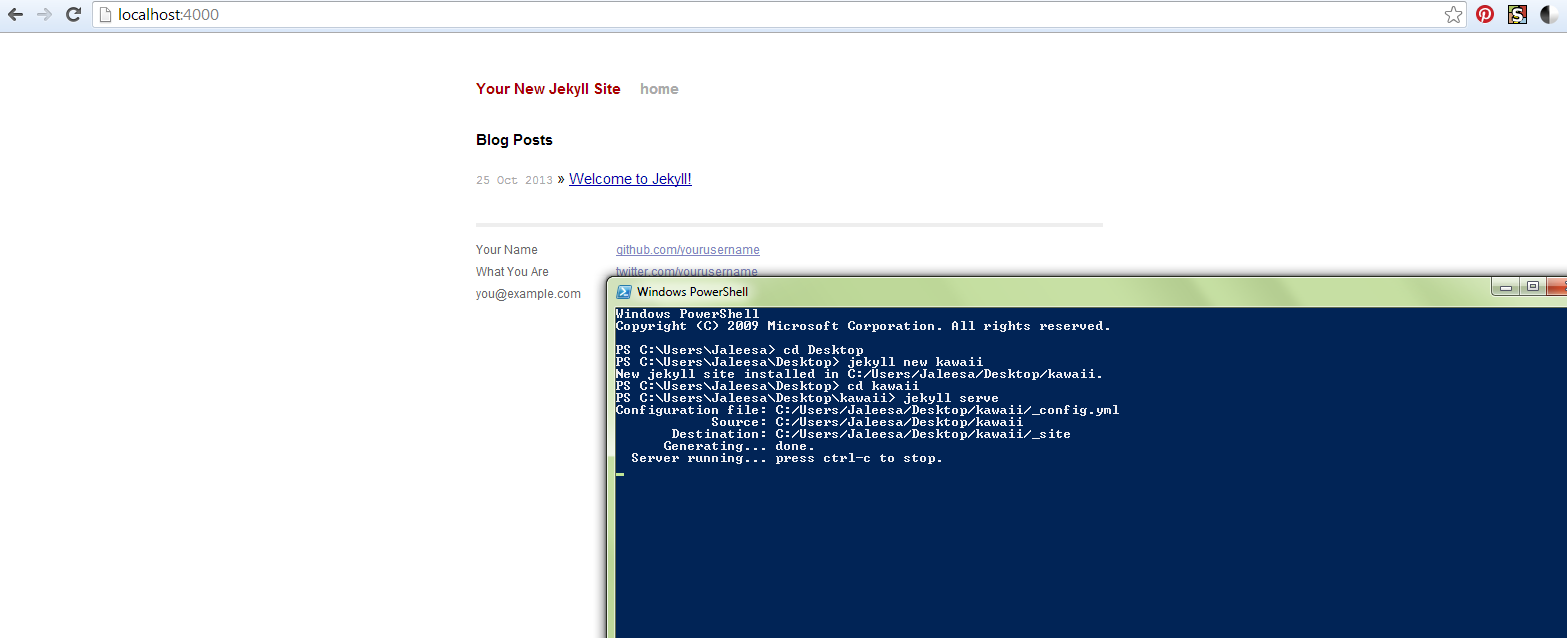 localhost:4000
Your New Jekyll Site home
Blog Posts
25 Oct 2013 » Welcome to Jekyll!
Your Name github.com/yourusername
What You Are twitter.com/yourusername
you@example.com
Windows PowerShell
Windows PowerShell
Copyright (C) 2009 Microsoft Corporation. All rights reserved.
PS C:\Users\Jaleesa> cd Desktop
PS C:\Users\Jaleesa\Desktop> jekyll new kawaii
New jekyll site installed in C:/Users/Jaleesa/Desktop/kawaii.
PS C:\Users\Jaleesa\Desktop> cd kawaii
PS C:\Users\Jaleesa\Desktop\kawaii> jekyll serve
Configuration file: C:/Users/Jaleesa/Desktop/kawaii/_config.yml
Source: C:/Users/Jaleesa/Desktop/kawaii
Destination: C:/Users/Jaleesa/Desktop/kawaii/_site
Generating... done.
Server running... press ctrl-c to stop.